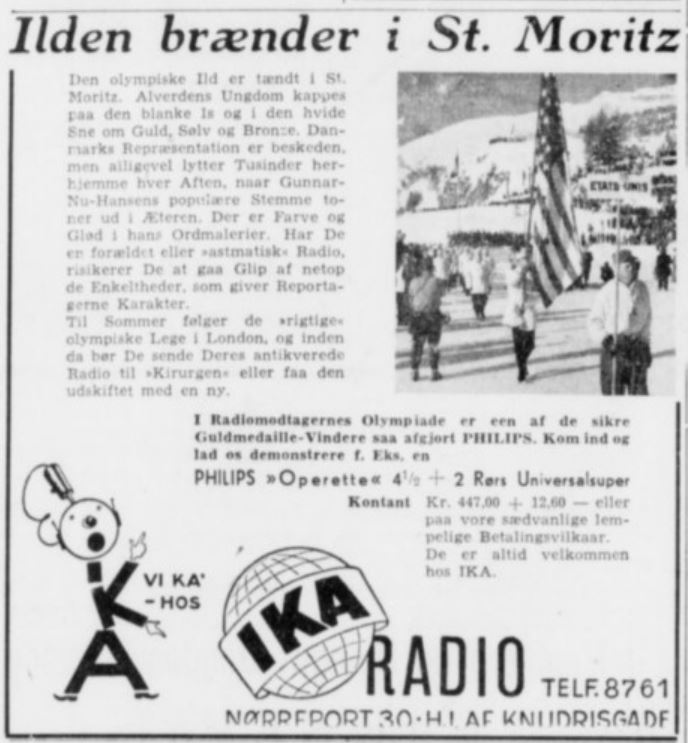 Ilden brænder i St. Moritz
Den olympiske Ild er tændt i St.
Moritz. Alverdens Ungdom kappes
paa den blanke Is og i den hvide
Sne om Guld, Sølv og Bronze. Dan-
marks Repræsentation er beskeden,
men alligevel lytter Tusinder her-
hjemme hver Aften, naar Gunnar-
Nu-Hansens populære Stemme to-
ner ud i Æteren. Der er Farve og
Glød i hans Ordmalerier. Har De
en forældet eller »astmatisk« Radio,
risikerer De at gaa Glip af netop
de Enkeltheder, som giver Reporta-
gerne Karakter.
Til Sommer følger de »rigtige«
olympiske Lege i London, og inden
da bør De sende Deres antikverede
Radio til »Kirurgen« eller faa den
udskiftet med en ny.
ETATS-UNIS
I Radiomodtagernes Olympiade er een af de sikre
Guldmedaille-Vindere saa afgjort PHILIPS. Kom ind og
lad os demonstrere f. Eks. en
PHILIPS »Operette« 4½ + 2 Rørs Universalsuper
Kontant Kr. 447,00 + 12,60 — eller
paa vore sædvanlige lem-
pelige Betalingsvilkaar.
De er altid velkommen
hos IKA.
VI KA'
- HOS
IKA
RADIO TELF. 8761
NØRREPORT 30 · HJ. AF KNUDRISGADE